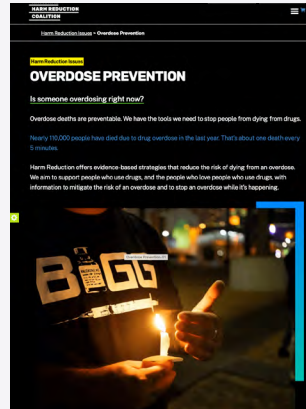 HARM REDUCTION
COALITION
Harm Reduction Issues » Overdose Prevention
Harm Reduction Issues
OVERDOSE PREVENTION
Is someone overdosing right now?
Overdose deaths are preventable. We have the tools we need to stop people from dying from drugs.
Nearly 110,000 people have died due to drug overdose in the last year. That's about one death every
5 minutes.
Harm Reduction offers evidence-based strategies that reduce the risk of dying from an overdose.
We aim to support people who use drugs, and the people who love people who use drugs, with
information to mitigate the risk of an overdose and to stop an overdose while it's happening.